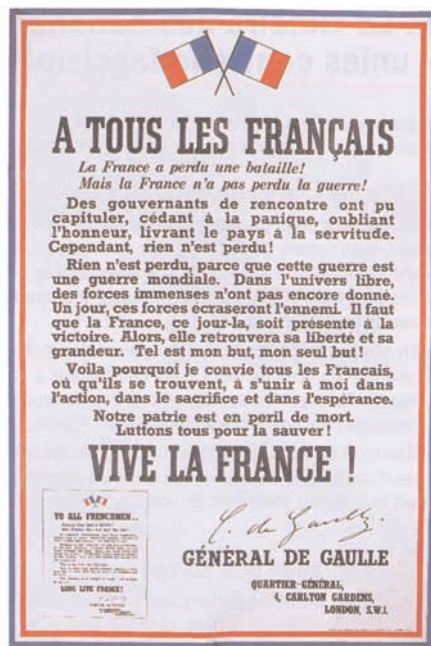 A TOUS LES FRANÇAIS
La France a perdu une bataille!
Mais la France n'a pas perdu la guerre!
Des gouvernants de rencontre ont pu
capituler, cédant à la panique, oubliant
l'honneur, livrant le pays à la servitude.
Cependant, rien n'est perdu!
Rien n'est perdu, parce que cette guerre est
une guerre mondiale. Dans l'univers libre,
des forces immenses n'ont pas encore donné.
Un jour, ces forces écraseront l'ennemi. Il faut
que la France, ce jour-la, soit présente à la
victoire. Alors, elle retrouvera sa liberté et sa
grandeur. Tel est mon but, mon seul but!
Voila pourquoi je convie tous les Francais,
où qu'ils se trouvent, à s'unir à moi dans
l'action, dans le sacrifice et dans l'espérance.
Notre patrie est en peril de mort.
Luttons tous pour la sauver!
VIVE LA FRANCE !
TO ALL FRENCHMEN..
LONG LIVE FRANCE!
C. de Gaulle.
GÉNÉRAL DE GAULLE
QUARTIER-GÉNÉRAL,
4, CARLTON GARDENS,
LONDON, S.W.1.